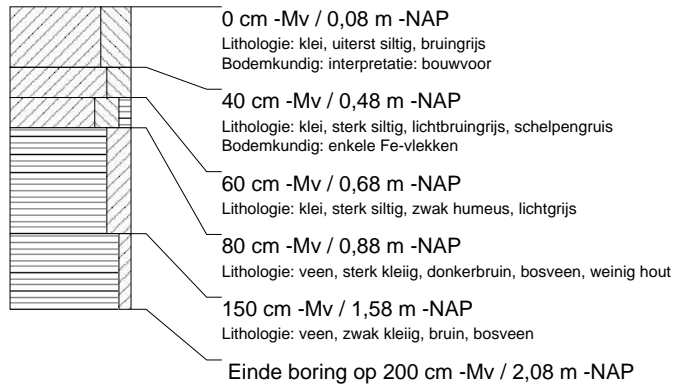 0 cm -Mv / 0,08 m -NAP
Lithologie: klei, uiterst siltig, bruingrijs
Bodemkundig: interpretatie: bouwvoor
40 cm -Mv / 0,48 m -NAP
Lithologie: klei, sterk siltig, lichtbruingrijs, schelpengruis
Bodemkundig: enkele Fe-vlekken
60 cm -Mv / 0,68 m -NAP
Lithologie: klei, sterk siltig, zwak humeus, lichtgrijs
80 cm -Mv / 0,88 m -NAP
Lithologie: veen, sterk kleiig, donkerbruin, bosveen, weinig hout
150 cm -Mv / 1,58 m -NAP
Lithologie: veen, zwak kleiig, bruin, bosveen
Einde boring op 200 cm -Mv / 2,08 m -NAP